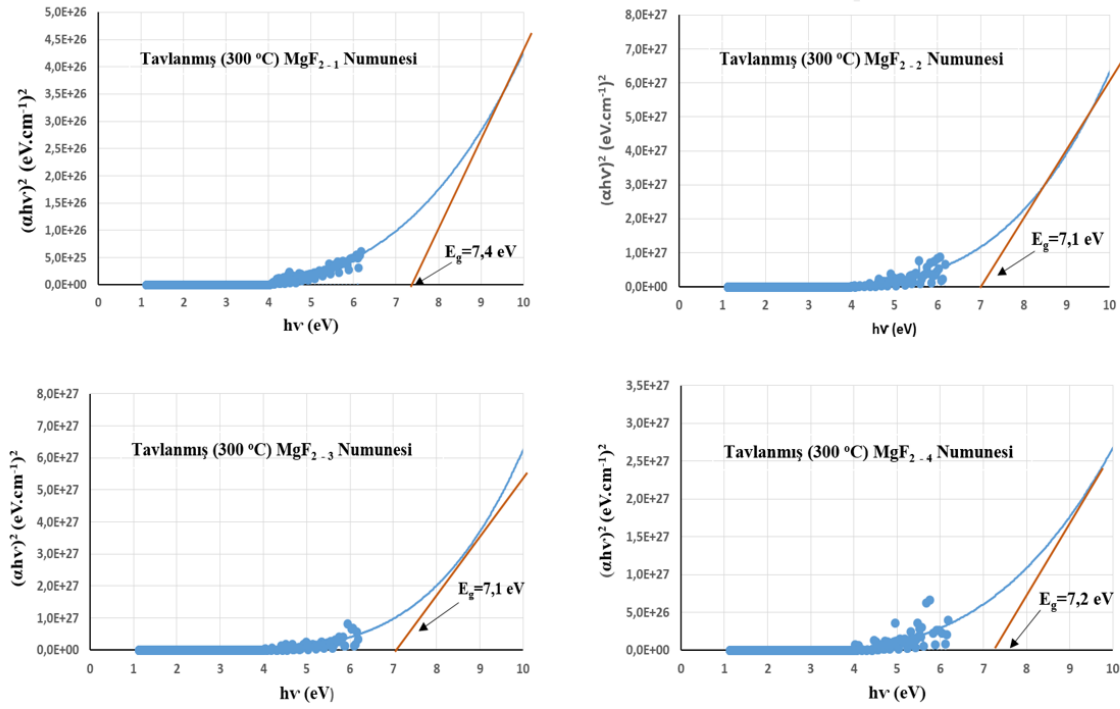 5,0E+26
4,5E+26
4,0E+26
3,5E+26
3,0E+26
2,5E+26
2,0E+26
1,5E+26
1,0E+26
5,0E+25
0,0E+00
(αhν)² (eV.cm⁻¹)²
Tavlanmış (300 °C) MgF₂₋₁ Numunesi
E_g=7,4 eV
0 1 2 3 4 5 6 7 8 9 10
hν (eV)
8,0E+27
7,0E+27
6,0E+27
5,0E+27
4,0E+27
3,0E+27
2,0E+27
1,0E+27
0,0E+00
(αhν)² (eV.cm⁻¹)²
Tavlanmış (300 °C) MgF₂₋₂ Numunesi
E_g=7,1 eV
0 1 2 3 4 5 6 7 8 9 10
hν (eV)
8,0E+27
7,0E+27
6,0E+27
5,0E+27
4,0E+27
3,0E+27
2,0E+27
1,0E+27
0,0E+00
(αhν)² (eV.cm⁻¹)²
Tavlanmış (300 °C) MgF₂₋₃ Numunesi
E_g=7,1 eV
0 1 2 3 4 5 6 7 8 9 10
hν (eV)
3,5E+27
3,0E+27
2,5E+27
2,0E+27
1,5E+27
1,0E+27
5,0E+26
0,0E+00
(αhν)² (eV.cm⁻¹)²
Tavlanmış (300 °C) MgF₂₋₄ Numunesi
E_g=7,2 eV
0 1 2 3 4 5 6 7 8 9 10
hν (eV)